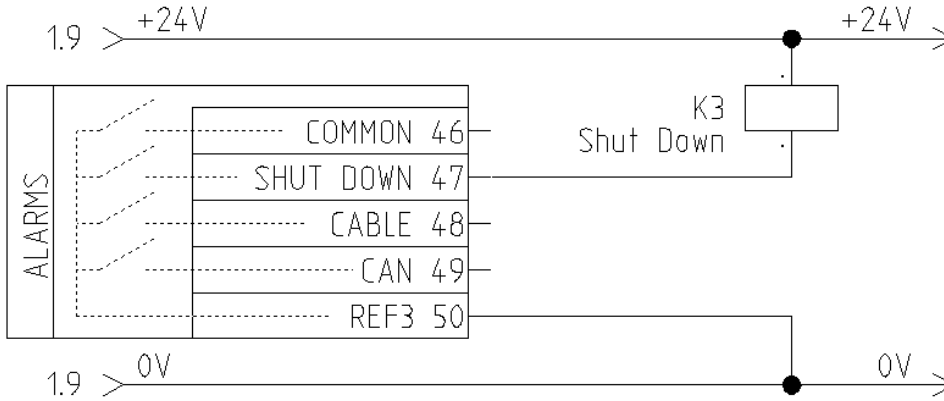 1.9 +24V +24V
K3
Shut Down
ALARMS
COMMON 46
SHUT DOWN 47
CABLE 48
CAN 49
REF3 50
1.9 0V 0V